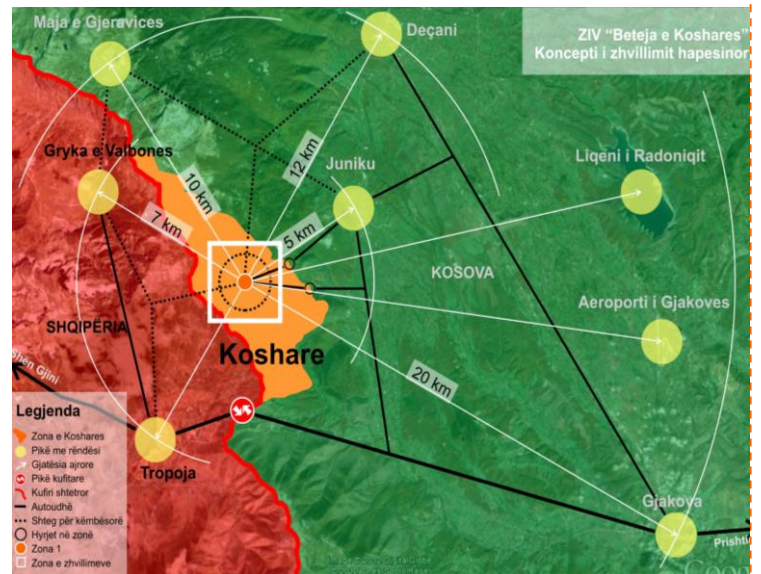 Maja e Gjeravices
Deçani
ZIV “Beteja e Koshares”
Koncepti i zhvillimit hapesinor
Gryka e Valbones
Juniku
Liqeni i Radoniqit
12 km
10 km
7 km
5 km
KOSOVA
Aeroporti i Gjakoves
SHQIPËRIA
Koshare
Shen Gjini
20 km
Legjenda
Zona e Koshares
Pikë me rëndësi
Gjatësia ajrore
Pikë kufitare
Kufiri shtetror
Autoudhë
Shteg për këmbësorë
Hyrjet në zonë
Zona 1
Zona e zhvillimeve
Tropoja
Gjakova
Prishti